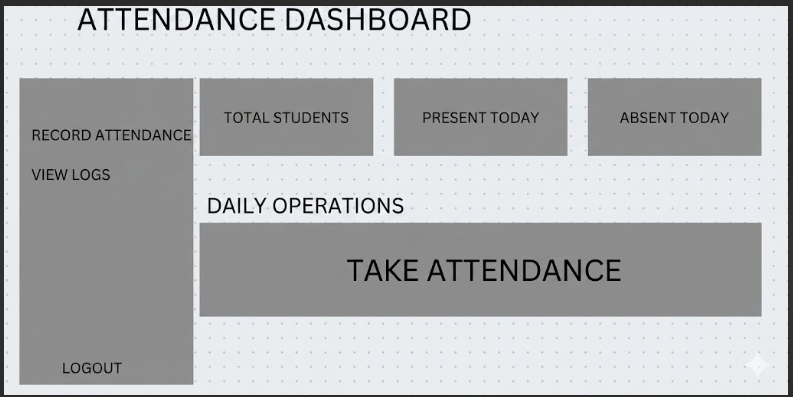 ATTENDANCE DASHBOARD
TOTAL STUDENTS
PRESENT TODAY
ABSENT TODAY
RECORD ATTENDANCE
VIEW LOGS
LOGOUT
DAILY OPERATIONS
TAKE ATTENDANCE